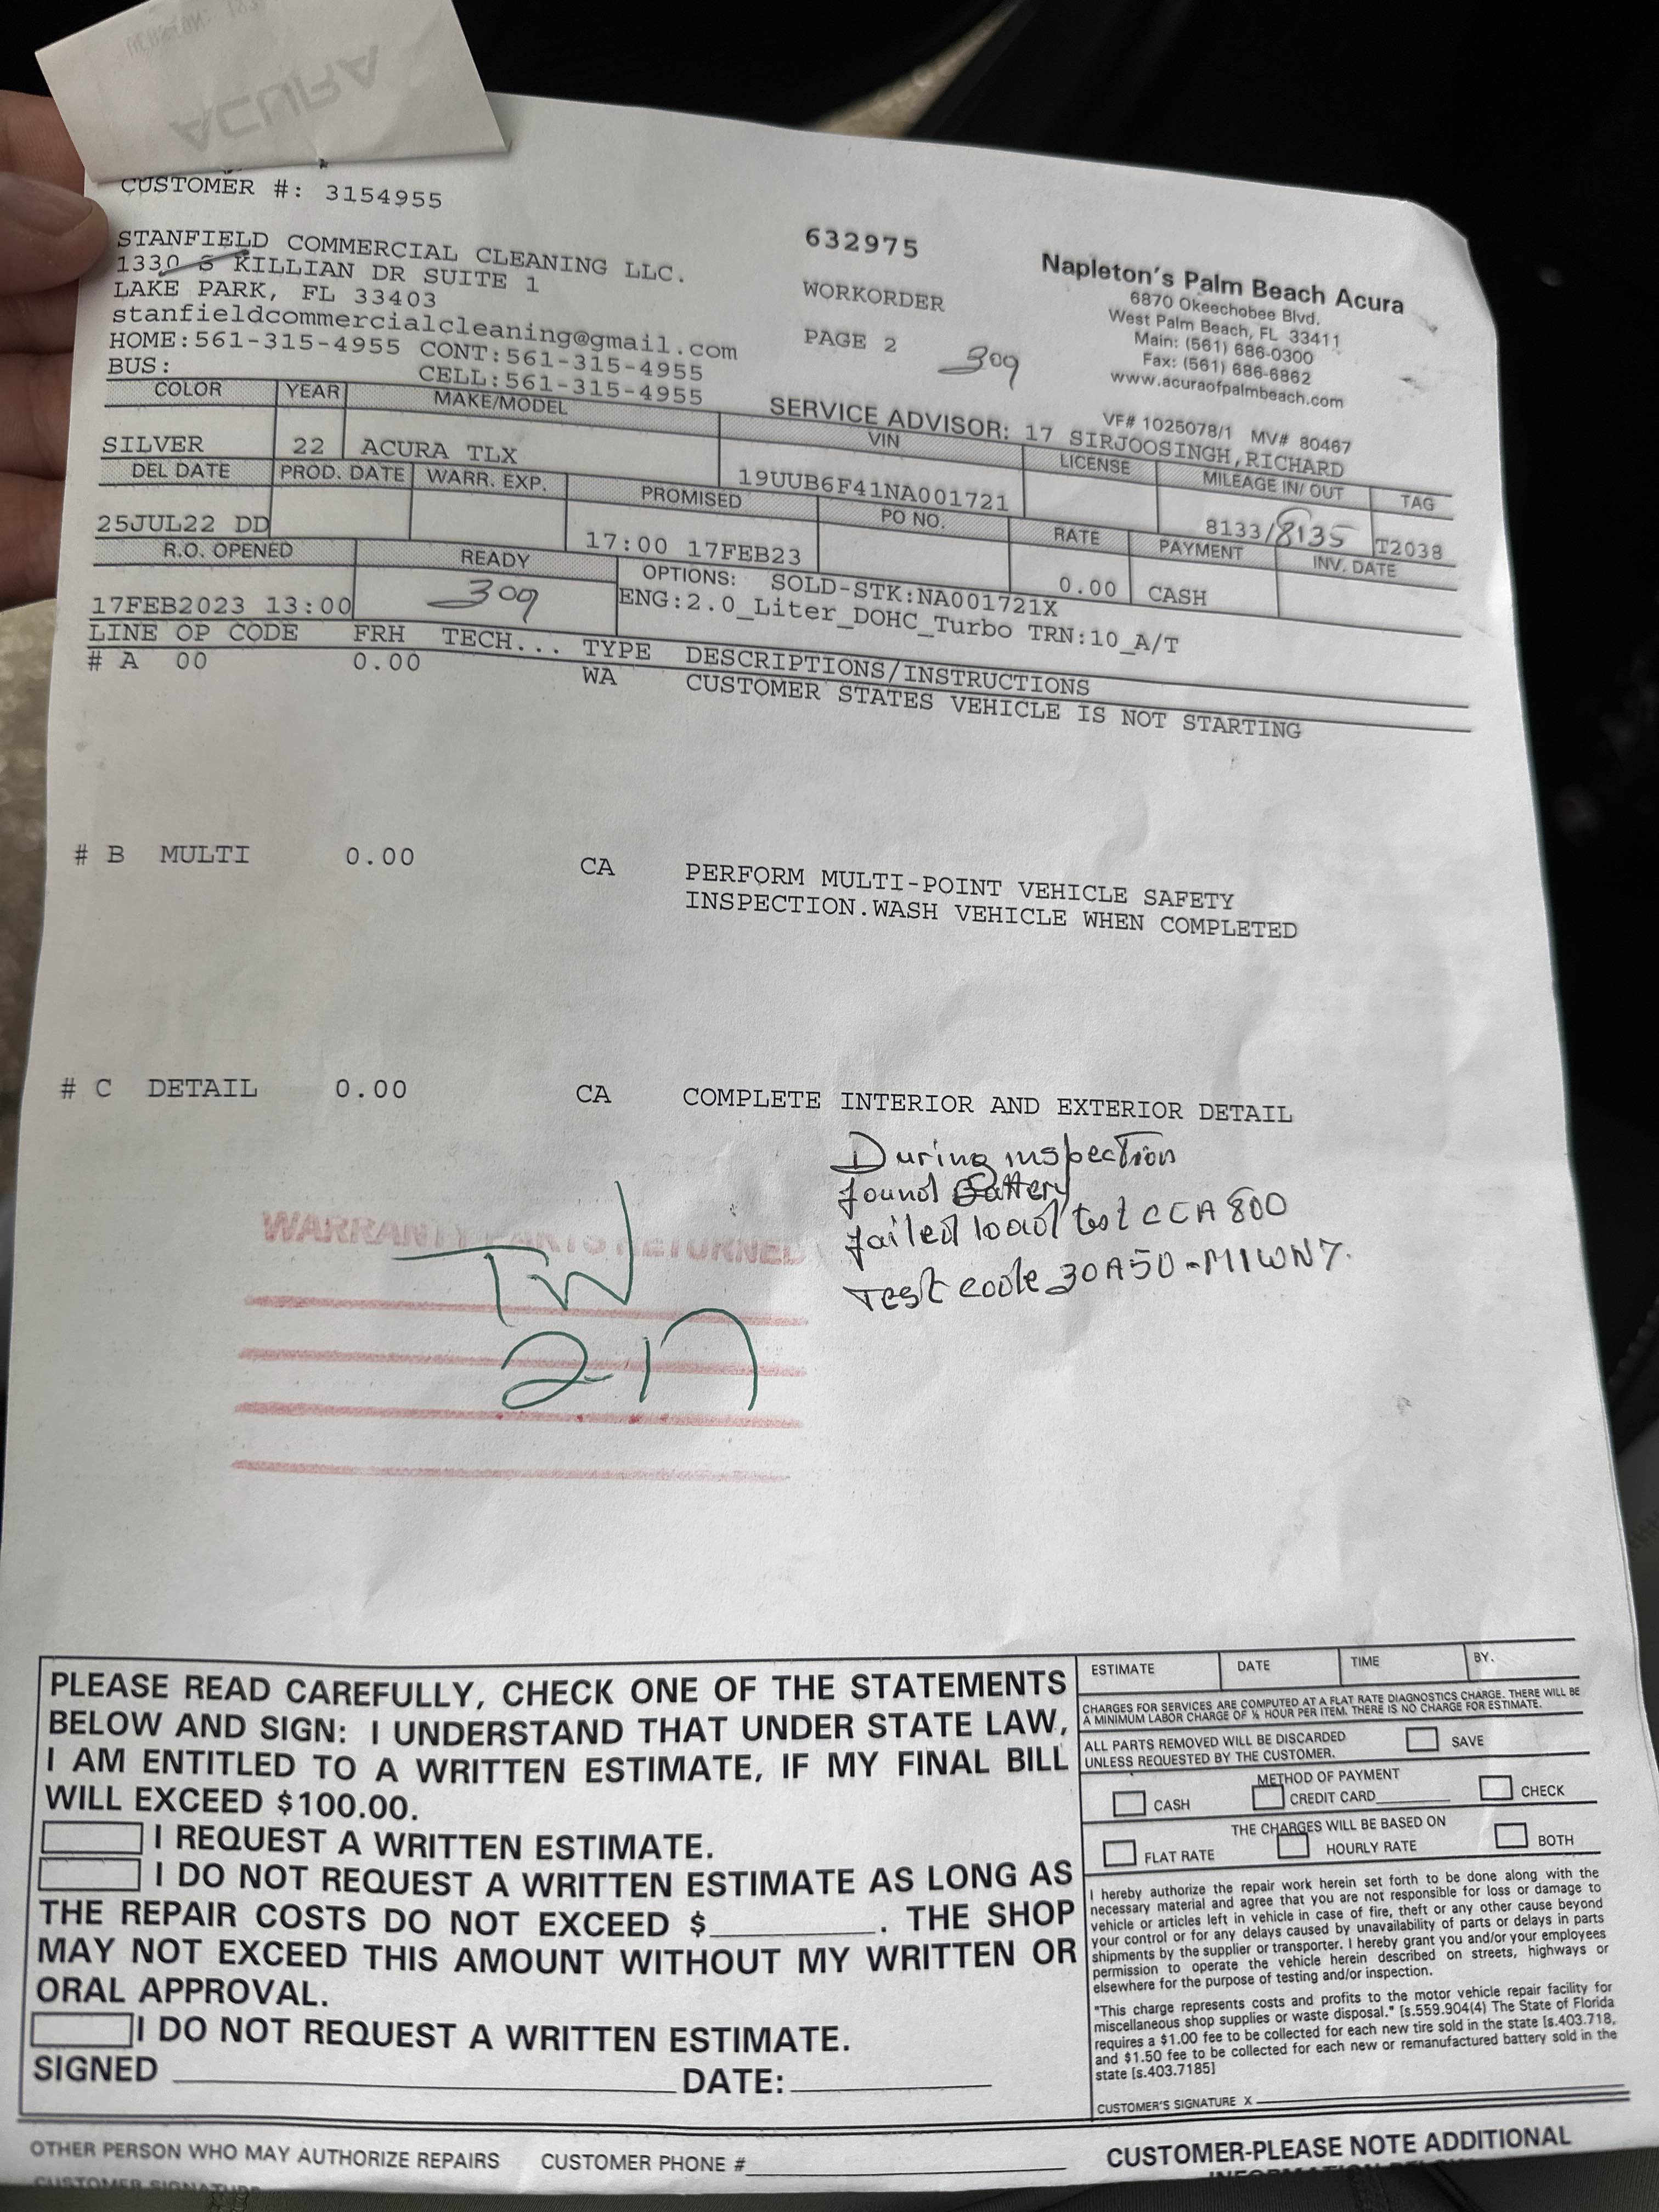 ACURA
CUSTOMER #: 3154955
STANFIELD COMMERCIAL CLEANING LLC.
1330 S KILLIAN DR SUITE 1
LAKE PARK, FL 33403
stanfieldcommercialcleaning@gmail.com
HOME:561-315-4955 CONT:561-315-4955
BUS: CELL:561-315-4955
632975
WORKORDER
PAGE 2
309
Napleton's Palm Beach Acura
6870 Okeechobee Blvd.
West Palm Beach, FL 33411
Main: (561) 686-0300
Fax: (561) 686-6862
www.acuraofpalmbeach.com
VF# 1025078/1 MV# 80467
SERVICE ADVISOR: 17 SIRJOOSINGH,RICHARD
COLOR YEAR MAKE/MODEL VIN LICENSE MILEAGE IN/ OUT TAG
SILVER 22 ACURA TLX 19UUB6F41NA001721 8133/8135 T2038
DEL DATE PROD. DATE WARR. EXP. PROMISED PO NO. RATE PAYMENT INV. DATE
25JUL22 DD 17:00 17FEB23 0.00 CASH
R.O. OPENED READY OPTIONS: SOLD-STK:NA001721X
17FEB2023 13:00 309 ENG:2.0_Liter_DOHC_Turbo TRN:10_A/T
LINE OP CODE FRH TECH... TYPE DESCRIPTIONS/INSTRUCTIONS
# A 00 0.00 WA CUSTOMER STATES VEHICLE IS NOT STARTING
# B MULTI 0.00 CA PERFORM MULTI-POINT VEHICLE SAFETY
INSPECTION.WASH VEHICLE WHEN COMPLETED
# C DETAIL 0.00 CA COMPLETE INTERIOR AND EXTERIOR DETAIL
During inspection
found Battery
failed load test CCA 800
Test code 30A50-M1WN7.
WARRANTY PARTS RETURNED
TW
2-17
PLEASE READ CAREFULLY, CHECK ONE OF THE STATEMENTS
BELOW AND SIGN: I UNDERSTAND THAT UNDER STATE LAW,
I AM ENTITLED TO A WRITTEN ESTIMATE, IF MY FINAL BILL
WILL EXCEED $100.00.
I REQUEST A WRITTEN ESTIMATE.
I DO NOT REQUEST A WRITTEN ESTIMATE AS LONG AS
THE REPAIR COSTS DO NOT EXCEED $________. THE SHOP
MAY NOT EXCEED THIS AMOUNT WITHOUT MY WRITTEN OR
ORAL APPROVAL.
I DO NOT REQUEST A WRITTEN ESTIMATE.
SIGNED ________ DATE: ________
ESTIMATE DATE TIME BY.
CHARGES FOR SERVICES ARE COMPUTED AT A FLAT RATE DIAGNOSTICS CHARGE. THERE WILL BE
A MINIMUM LABOR CHARGE OF ½ HOUR PER ITEM. THERE IS NO CHARGE FOR ESTIMATE.
ALL PARTS REMOVED WILL BE DISCARDED
UNLESS REQUESTED BY THE CUSTOMER. SAVE
METHOD OF PAYMENT
CASH CREDIT CARD________ CHECK
THE CHARGES WILL BE BASED ON
FLAT RATE HOURLY RATE BOTH
I hereby authorize the repair work herein set forth to be done along with the
necessary material and agree that you are not responsible for loss or damage to
vehicle or articles left in vehicle in case of fire, theft or any other cause beyond
your control or for any delays caused by unavailability of parts or delays in parts
shipments by the supplier or transporter. I hereby grant you and/or your employees
permission to operate the vehicle herein described on streets, highways or
elsewhere for the purpose of testing and/or inspection.
"This charge represents costs and profits to the motor vehicle repair facility for
miscellaneous shop supplies or waste disposal." [s.559.904(4) The State of Florida
requires a $1.00 fee to be collected for each new tire sold in the state [s.403.718,
and $1.50 fee to be collected for each new or remanufactured battery sold in the
state [s.403.7185]
CUSTOMER'S SIGNATURE X ________
OTHER PERSON WHO MAY AUTHORIZE REPAIRS CUSTOMER PHONE #________
CUSTOMER-PLEASE NOTE ADDITIONAL
CUSTOMER SIGNATURE